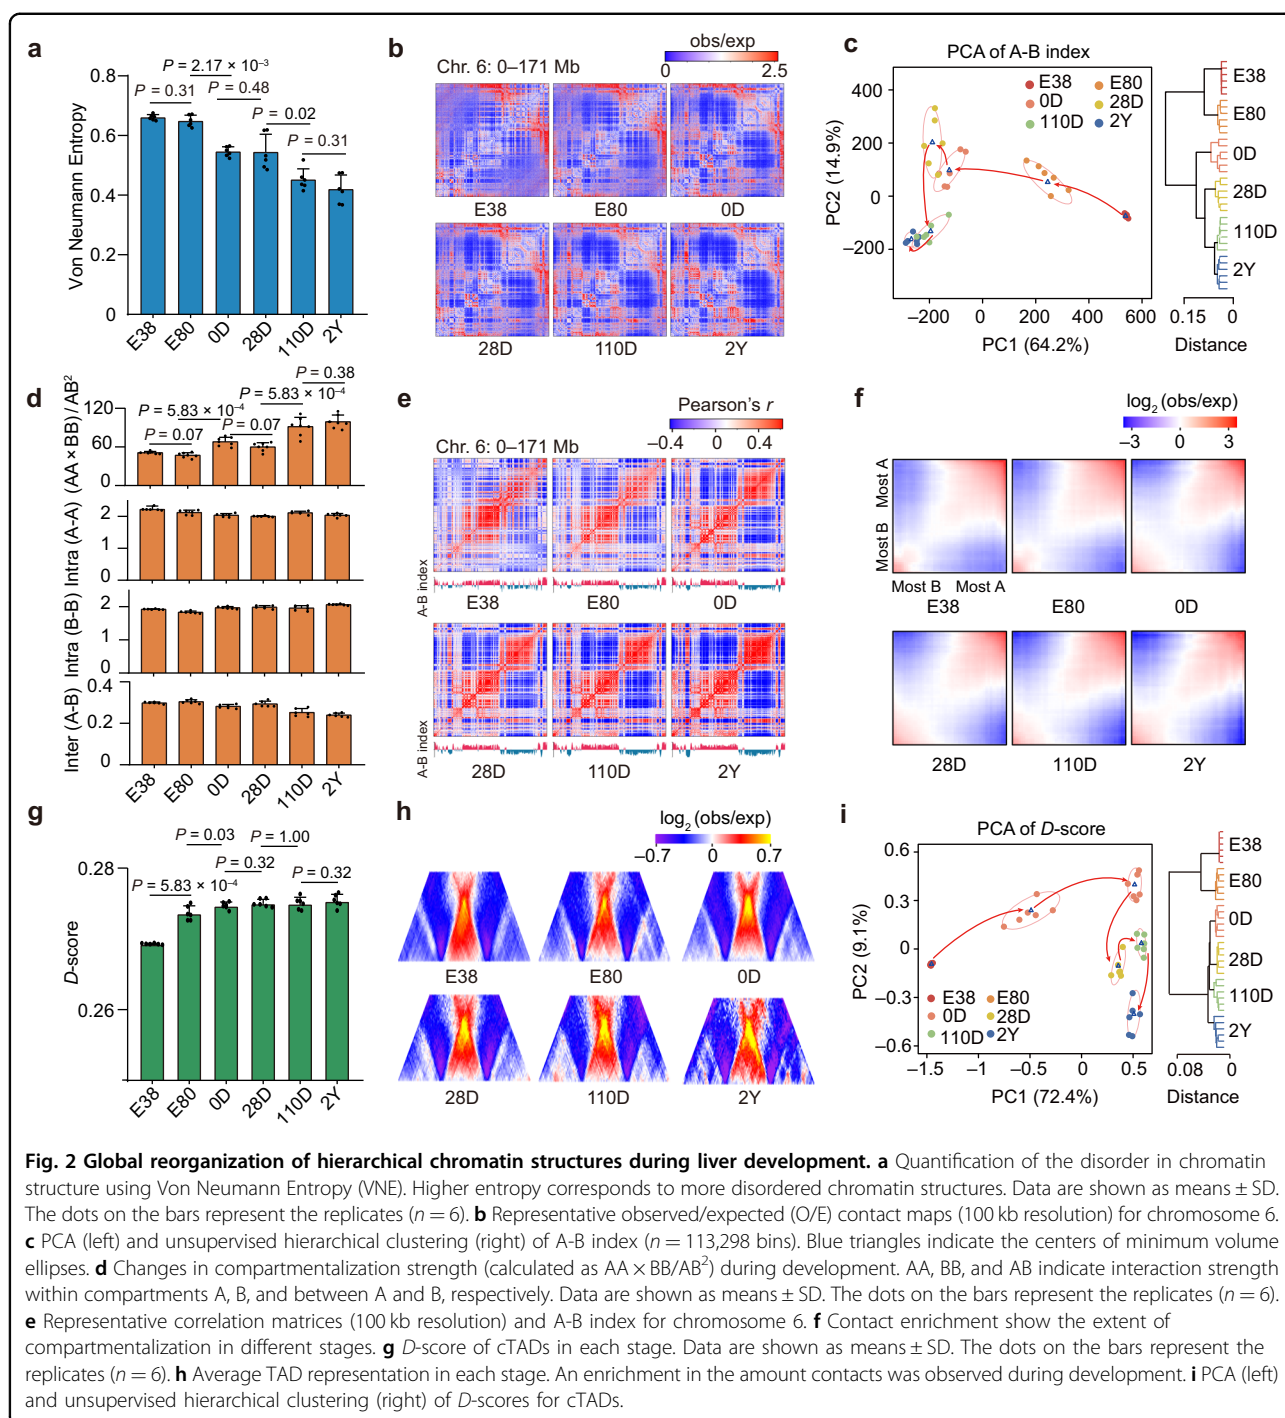 a
P = 2.17 × 10⁻³
P = 0.31
P = 0.48
P = 0.02
P = 0.31
Von Neumann Entropy
0.8
0.6
0.4
0.2
0
E38
E80
0D
28D
110D
2Y
b
obs/exp
Chr. 6: 0–171 Mb
0
2.5
E38
E80
0D
28D
110D
2Y
c
PCA of A-B index
E38
E80
0D
28D
110D
2Y
PC2 (14.9%)
400
200
0
−200
−200
0
200
400
600
PC1 (64.2%)
E38
E80
0D
28D
110D
2Y
0.15
0
Distance
d
P = 0.38
P = 5.83 × 10⁻⁴
P = 5.83 × 10⁻⁴
P = 0.07
P = 0.07
(AA × BB)/AB²
120
60
0
Intra (A-A)
2
1
0
Intra (B-B)
2
1
0
Inter (A-B)
0.4
0.2
0
E38
E80
0D
28D
110D
2Y
e
Pearson’s r
Chr. 6: 0–171 Mb
−0.4
0
0.4
A-B index
E38
E80
0D
A-B index
28D
110D
2Y
f
log₂ (obs/exp)
−3
0
3
Most B
Most A
Most B
Most A
E38
E80
0D
28D
110D
2Y
g
P = 1.00
P = 0.03
P = 0.32
P = 0.32
P = 5.83 × 10⁻⁴
D-score
0.28
0.26
E38
E80
0D
28D
110D
2Y
h
log₂ (obs/exp)
−0.7
0
0.7
E38
E80
0D
28D
110D
2Y
i
PCA of D-score
PC2 (9.1%)
0.6
0.3
0
−0.3
−0.6
E38
E80
0D
28D
110D
2Y
−1.5
−1
−0.5
0
0.5
PC1 (72.4%)
E38
E80
0D
28D
110D
2Y
0.08
0
Distance
Fig. 2 Global reorganization of hierarchical chromatin structures during liver development. a Quantification of the disorder in chromatin
structure using Von Neumann Entropy (VNE). Higher entropy corresponds to more disordered chromatin structures. Data are shown as means ± SD.
The dots on the bars represent the replicates (n = 6). b Representative observed/expected (O/E) contact maps (100 kb resolution) for chromosome 6.
c PCA (left) and unsupervised hierarchical clustering (right) of A-B index (n = 113,298 bins). Blue triangles indicate the centers of minimum volume
ellipses. d Changes in compartmentalization strength (calculated as AA × BB/AB²) during development. AA, BB, and AB indicate interaction strength
within compartments A, B, and between A and B, respectively. Data are shown as means ± SD. The dots on the bars represent the replicates (n = 6).
e Representative correlation matrices (100 kb resolution) and A-B index for chromosome 6. f Contact enrichment show the extent of
compartmentalization in different stages. g D-score of cTADs in each stage. Data are shown as means ± SD. The dots on the bars represent the
replicates (n = 6). h Average TAD representation in each stage. An enrichment in the amount contacts was observed during development. i PCA (left)
and unsupervised hierarchical clustering (right) of D-scores for cTADs.